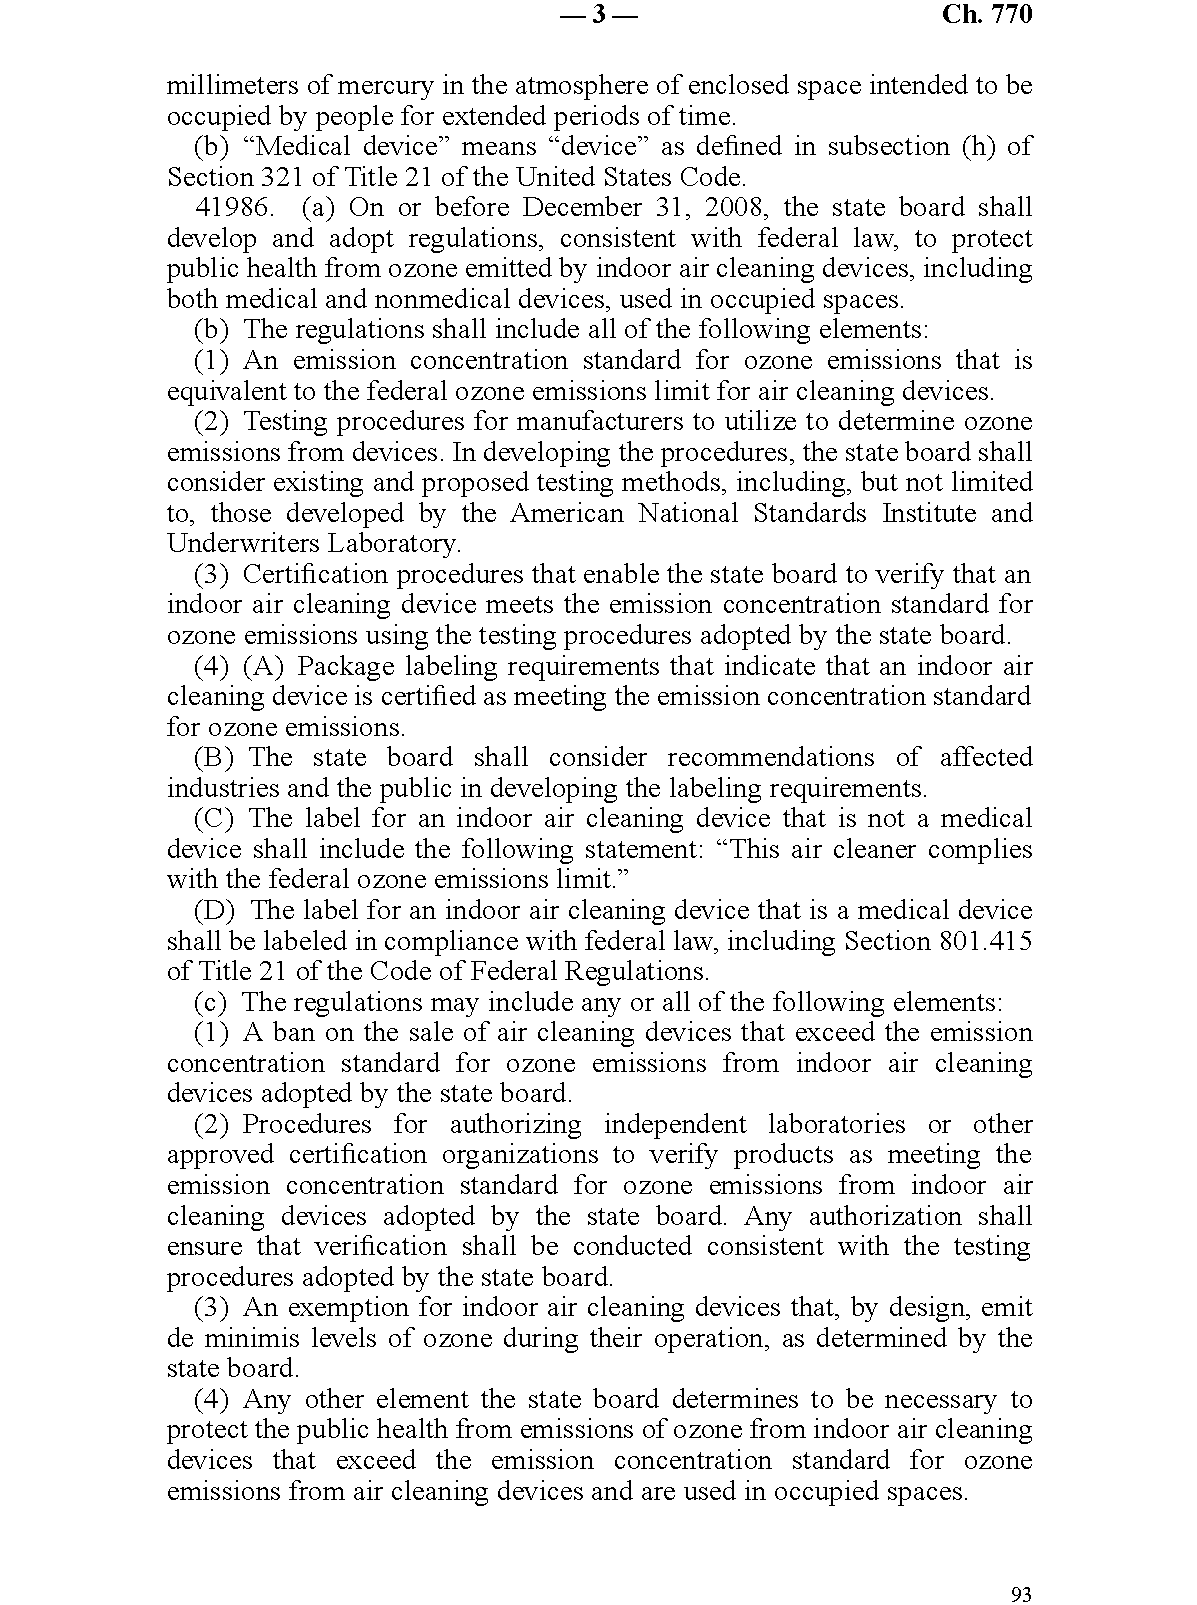 — 3 —
Ch. 770
millimeters of mercury in the atmosphere of enclosed space intended to be
occupied by people for extended periods of time.
(b) “Medical device” means “device” as defined in subsection (h) of
Section 321 of Title 21 of the United States Code.
41986. (a) On or before December 31, 2008, the state board shall
develop and adopt regulations, consistent with federal law, to protect
public health from ozone emitted by indoor air cleaning devices, including
both medical and nonmedical devices, used in occupied spaces.
(b) The regulations shall include all of the following elements:
(1) An emission concentration standard for ozone emissions that is
equivalent to the federal ozone emissions limit for air cleaning devices.
(2) Testing procedures for manufacturers to utilize to determine ozone
emissions from devices. In developing the procedures, the state board shall
consider existing and proposed testing methods, including, but not limited
to, those developed by the American National Standards Institute and
Underwriters Laboratory.
(3) Certification procedures that enable the state board to verify that an
indoor air cleaning device meets the emission concentration standard for
ozone emissions using the testing procedures adopted by the state board.
(4) (A) Package labeling requirements that indicate that an indoor air
cleaning device is certified as meeting the emission concentration standard
for ozone emissions.
(B) The state board shall consider recommendations of affected
industries and the public in developing the labeling requirements.
(C) The label for an indoor air cleaning device that is not a medical
device shall include the following statement: “This air cleaner complies
with the federal ozone emissions limit.”
(D) The label for an indoor air cleaning device that is a medical device
shall be labeled in compliance with federal law, including Section 801.415
of Title 21 of the Code of Federal Regulations.
(c) The regulations may include any or all of the following elements:
(1) A ban on the sale of air cleaning devices that exceed the emission
concentration standard for ozone emissions from indoor air cleaning
devices adopted by the state board.
(2) Procedures for authorizing independent laboratories or other
approved certification organizations to verify products as meeting the
emission concentration standard for ozone emissions from indoor air
cleaning devices adopted by the state board. Any authorization shall
ensure that verification shall be conducted consistent with the testing
procedures adopted by the state board.
(3) An exemption for indoor air cleaning devices that, by design, emit
de minimis levels of ozone during their operation, as determined by the
state board.
(4) Any other element the state board determines to be necessary to
protect the public health from emissions of ozone from indoor air cleaning
devices that exceed the emission concentration standard for ozone
emissions from air cleaning devices and are used in occupied spaces.
93